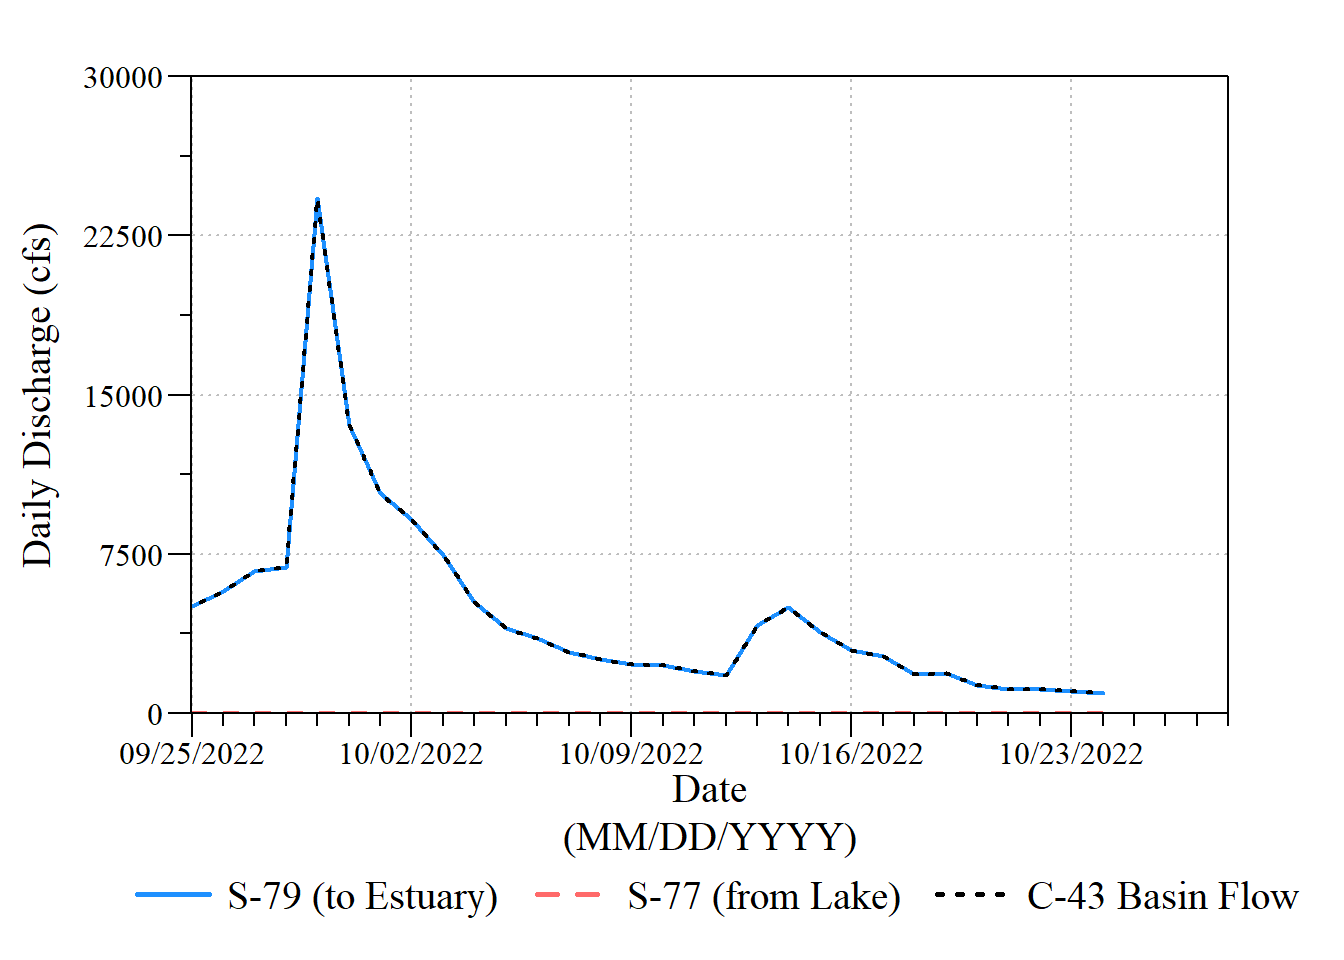 30000
22500
15000
7500
0
Daily Discharge (cfs)
09/25/2022 10/02/2022 10/09/2022 10/16/2022 10/23/2022
Date
(MM/DD/YYYY)
S-79 (to Estuary) S-77 (from Lake) C-43 Basin Flow